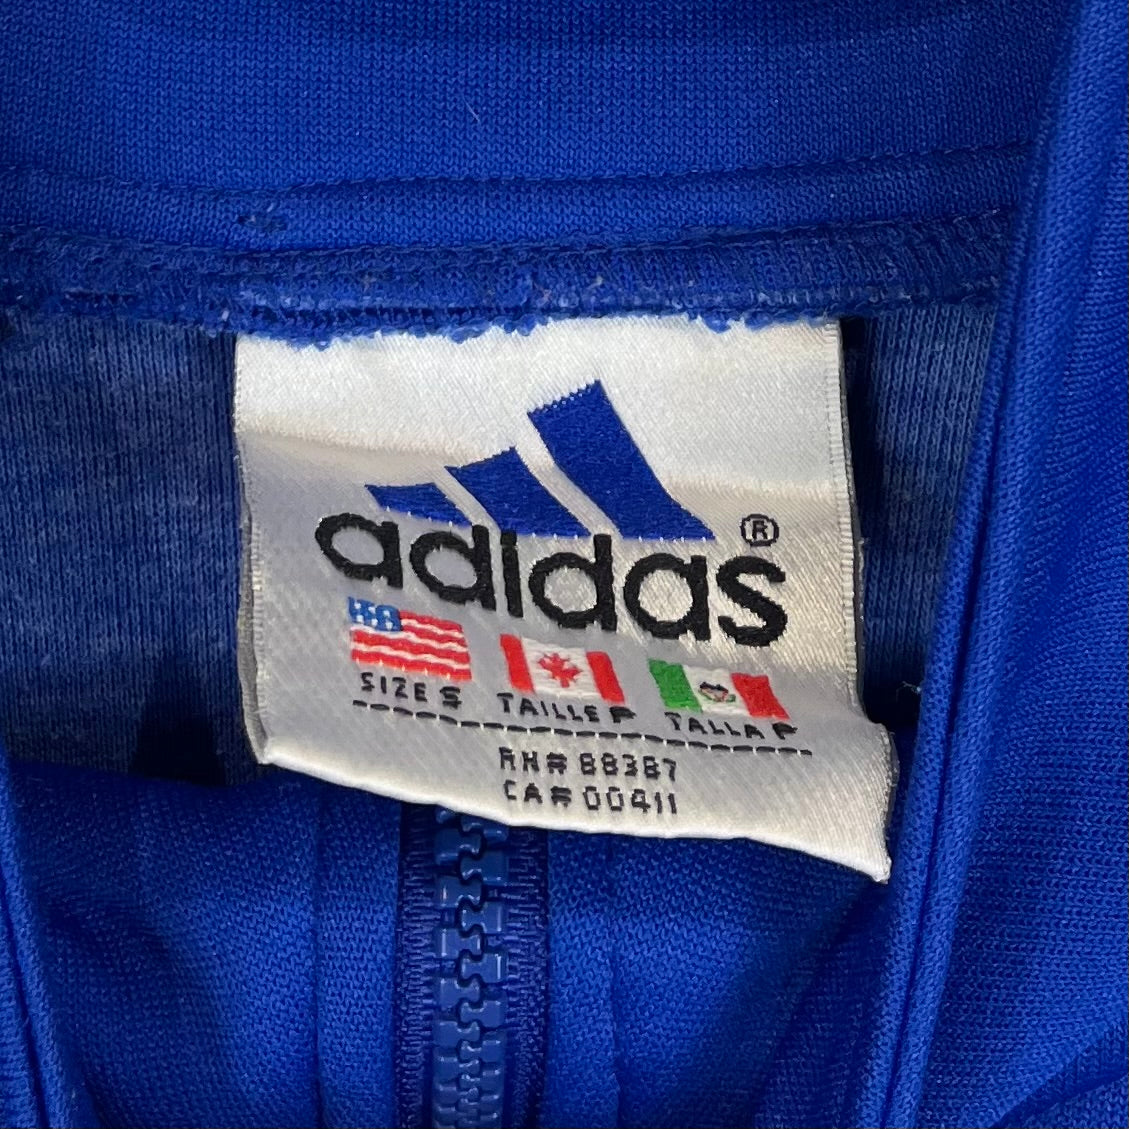 adidas®
SIZE S TAILLE P TALLA P
RN# 88387
CA# 00411